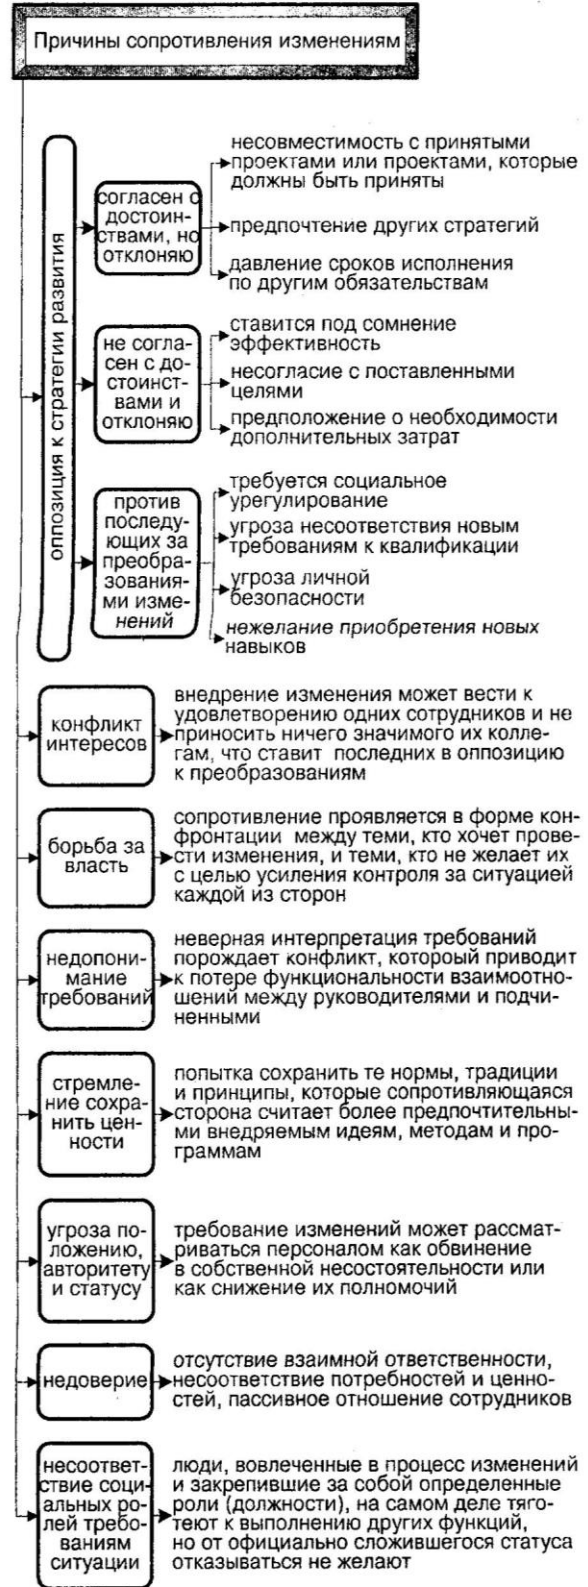 Причины сопротивления изменениям
оппозиция к стратегии развития
согласен с
достоин-
ствами, но
отклоняю
несовместимость с принятыми
проектами или проектами, которые
должны быть приняты
предпочтение других стратегий
давление сроков исполнения
по другим обязательствам
не согла-
сен с до-
стоинст-
вами и
отклоняю
ставится под сомнение
эффективность
несогласие с поставленными
целями
предположение о необходимости
дополнительных затрат
против
последу-
ющих за
преобра-
зования-
ми изме-
нений
требуется социальное
урегулирование
угроза несоответствия новым
требованиям к квалификации
угроза личной
безопасности
нежелание приобретения новых
навыков
конфликт
интересов
внедрение изменения может вести к
удовлетворению одних сотрудников и не
приносить ничего значимого их колле-
гам, что ставит последних в оппозицию
к преобразованиям
борьба за
власть
сопротивление проявляется в форме кон-
фронтации между теми, кто хочет прове-
сти изменения, и теми, кто не желает их
с целью усиления контроля за ситуацией
каждой из сторон
недопони-
мание
требований
неверная интерпретация требований
порождает конфликт, котороый приводит
к потере функциональности взаимоотно-
шений между руководителями и подчи-
ненными
стремле-
ние сохра-
нить цен-
ности
попытка сохранить те нормы, традиции
и принципы, которые сопротивляющаяся
сторона считает более предпочтительны-
ми внедряемым идеям, методам и про-
граммам
угроза по-
ложению,
авторитету
и статусу
требование изменений может рассмат-
риваться персоналом как обвинение
в собственной несостоятельности или
как снижение их полномочий
недоверие
отсутствие взаимной ответственности,
несоответствие потребностей и ценно-
стей, пассивное отношение сотрудников
несоответ-
ствие соци-
альных ро-
лей требо-
ваниям
ситуации
люди, вовлеченные в процесс изменений
и закрепившие за собой определенные
роли (должности), на самом деле тяго-
теют к выполнению других функций,
но от официально сложившегося статуса
отказываться не желают